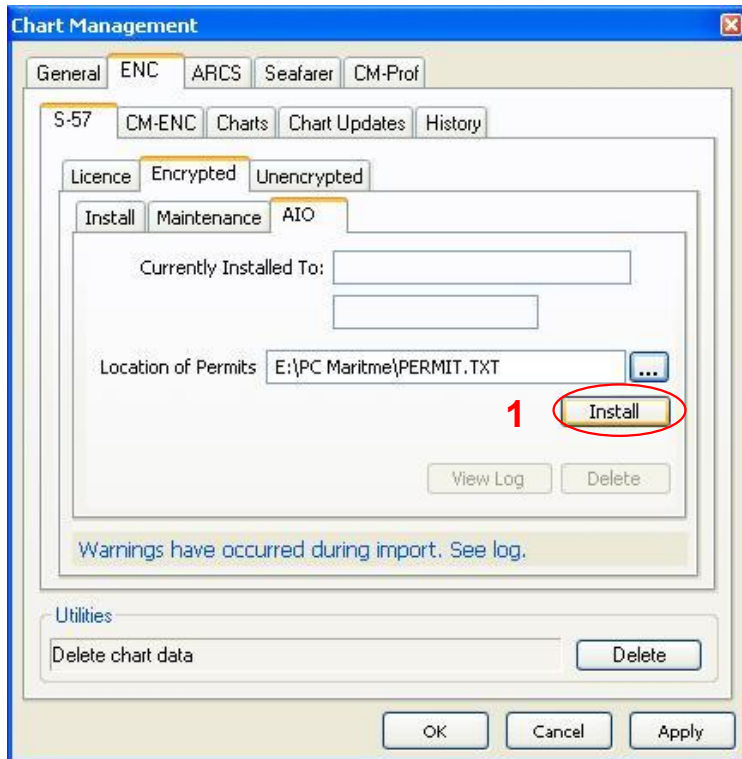 Chart Management
General ENC ARCS Seafarer CM-Prof
S-57 CM-ENC Charts Chart Updates History
Licence Encrypted Unencrypted
Install Maintenance AIO
Currently Installed To:
Location of Permits E:\PC Maritme\PERMIT.TXT ...
1 Install
View Log Delete
Warnings have occurred during import. See log.
Utilities
Delete chart data Delete
OK Cancel Apply